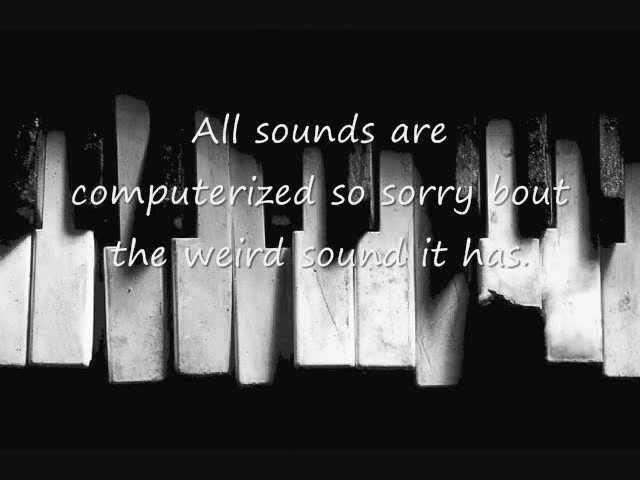 All sounds are
computerized so sorry bout
the weird sound it has.